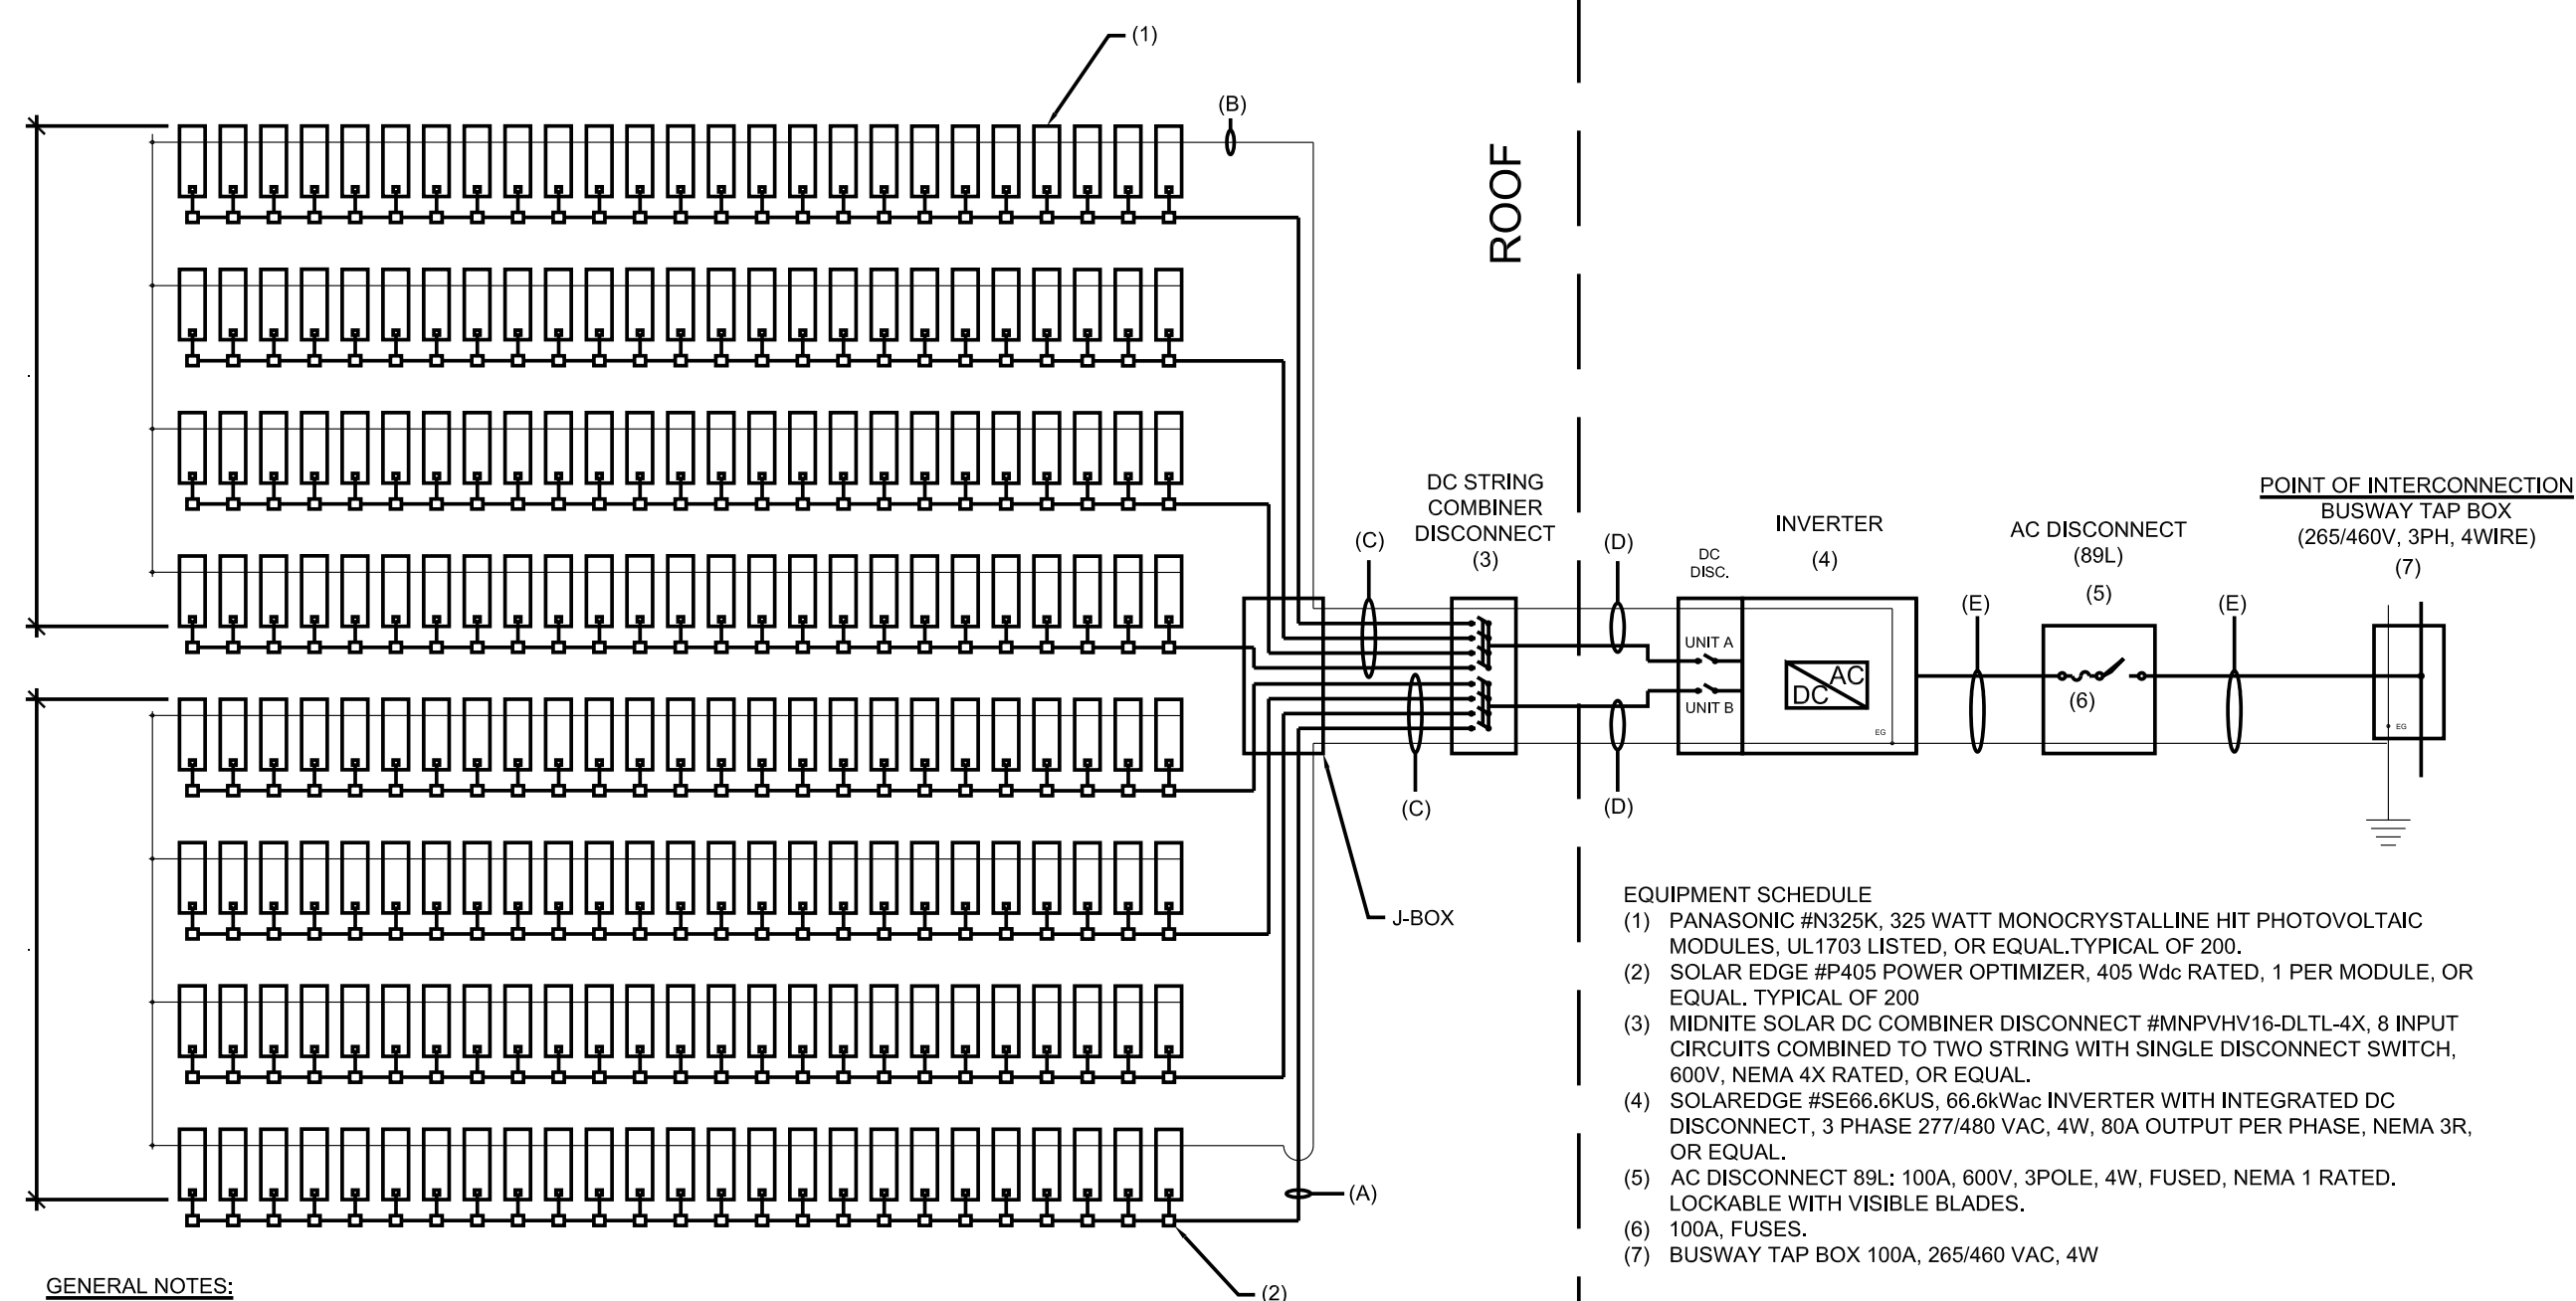 (1)
(B)
ROOF
DC STRING
COMBINER
DISCONNECT
(3)
(C)
(D)
DC
DISC.
INVERTER
(4)
AC DISCONNECT
(89L)
(5)
POINT OF INTERCONNECTION
BUSWAY TAP BOX
(265/460V, 3PH, 4WIRE)
(7)
(E)
(E)
UNIT A
AC
DC
UNIT B
(6)
EG
EG
(C)
(D)
J-BOX
(A)
(2)
EQUIPMENT SCHEDULE
(1) PANASONIC #N325K, 325 WATT MONOCRYSTALLINE HIT PHOTOVOLTAIC
MODULES, UL1703 LISTED, OR EQUAL.TYPICAL OF 200.
(2) SOLAR EDGE #P405 POWER OPTIMIZER, 405 Wdc RATED, 1 PER MODULE, OR
EQUAL. TYPICAL OF 200
(3) MIDNITE SOLAR DC COMBINER DISCONNECT #MNPVHV16-DLTL-4X, 8 INPUT
CIRCUITS COMBINED TO TWO STRING WITH SINGLE DISCONNECT SWITCH,
600V, NEMA 4X RATED, OR EQUAL.
(4) SOLAREDGE #SE66.6KUS, 66.6kWac INVERTER WITH INTEGRATED DC
DISCONNECT, 3 PHASE 277/480 VAC, 4W, 80A OUTPUT PER PHASE, NEMA 3R,
OR EQUAL.
(5) AC DISCONNECT 89L: 100A, 600V, 3POLE, 4W, FUSED, NEMA 1 RATED.
LOCKABLE WITH VISIBLE BLADES.
(6) 100A, FUSES.
(7) BUSWAY TAP BOX 100A, 265/460 VAC, 4W
GENERAL NOTES: